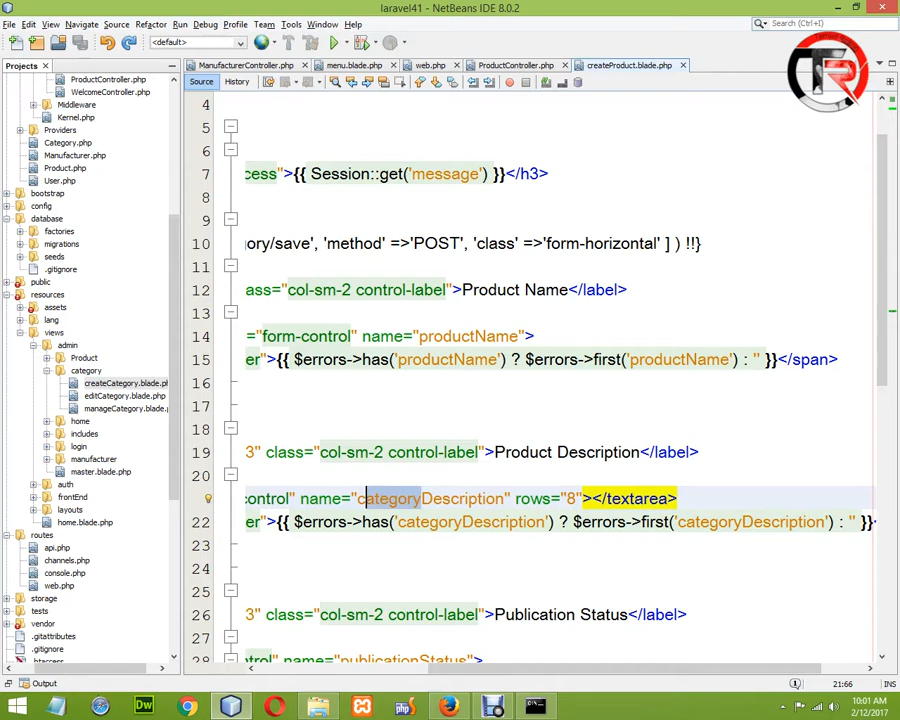 laravel41 - NetBeans IDE 8.0.2
File Edit View Navigate Source Refactor Run Debug Profile Team Tools Window Help
Search (Ctrl+I)
<default>
Projects
ManufacturerController.php menu.blade.php web.php ProductController.php createProduct.blade.php
Source History
ProductController.php
WelcomeController.php
Middleware
Kernel.php
Providers
Category.php
Manufacturer.php
Product.php
User.php
bootstrap
config
database
factories
migrations
seeds
.gitignore
public
resources
assets
lang
views
admin
Product
category
createCategory.blade.ph
editCategory.blade.php
manageCategory.blade.
home
includes
login
manufacturer
master.blade.php
auth
frontEnd
layouts
home.blade.php
routes
api.php
channels.php
console.php
web.php
storage
tests
vendor
.gitattributes
.gitignore
.htaccess
4
5
6
7 cess">{{ Session::get('message') }}</h3>
8
9
10 gory/save', 'method' =>'POST', 'class' =>'form-horizontal' ] ) !!}
11
12 ass="col-sm-2 control-label">Product Name</label>
13
14 ="form-control" name="productName">
15 er">{{ $errors->has('productName') ? $errors->first('productName') : '' }}</span>
16
17
18
19 3" class="col-sm-2 control-label">Product Description</label>
20
control" name="categoryDescription" rows="8"></textarea>
22 er">{{ $errors->has('categoryDescription') ? $errors->first('categoryDescription') : '' }}
23
24
25
26 3" class="col-sm-2 control-label">Publication Status</label>
27
28 ntrol" name="publicationStatus">
Output
21:66 INS
10:01 AM
2/12/2017